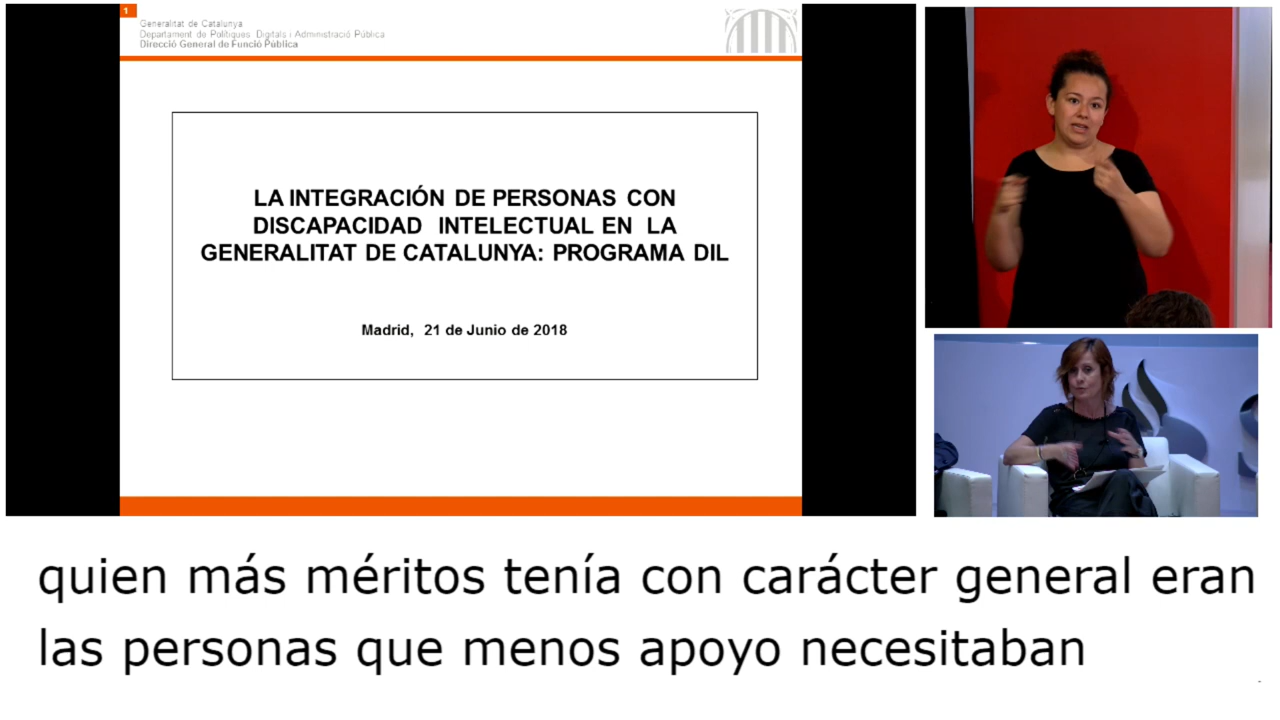 1
Generalitat de Catalunya
Departament de Polítiques Digitals i Administració Pública
Direcció General de Funció Pública
LA INTEGRACIÓN DE PERSONAS CON
DISCAPACIDAD INTELECTUAL EN LA
GENERALITAT DE CATALUNYA: PROGRAMA DIL
Madrid, 21 de Junio de 2018
quien más méritos tenía con carácter general eran
las personas que menos apoyo necesitaban